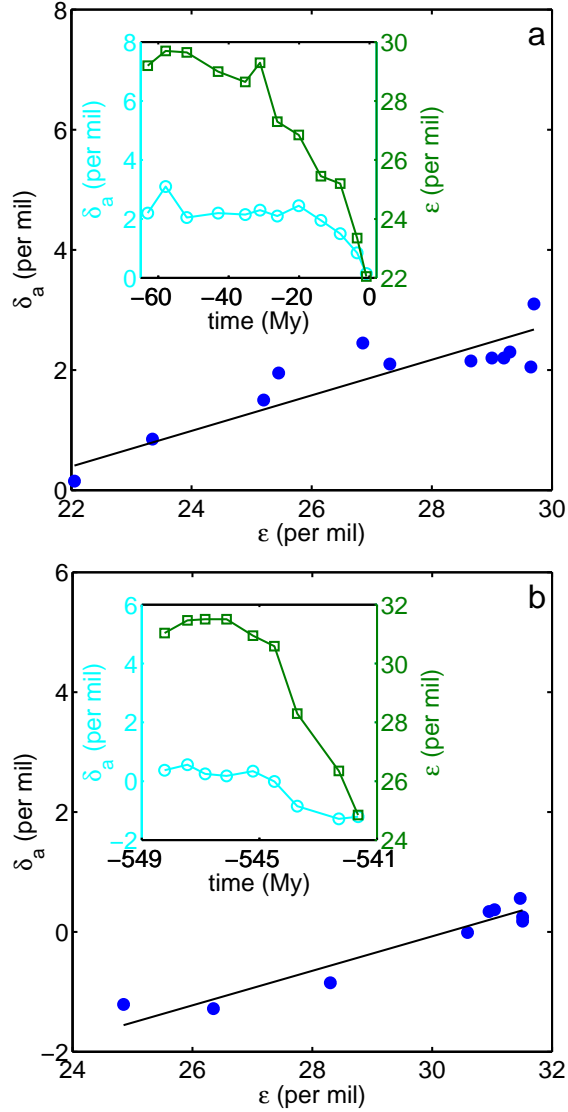 a
8
6
4
2
0
δa (per mil)
22 24 26 28 30
ε (per mil)
8
6
4
2
0
δa (per mil)
30
28
26
24
22
ε (per mil)
−60 −40 −20 0
time (My)
b
6
4
2
0
−2
δa (per mil)
24 26 28 30 32
ε (per mil)
6
4
2
0
−2
δa (per mil)
32
31
28
26
24
ε (per mil)
−549 −545 −541
time (My)